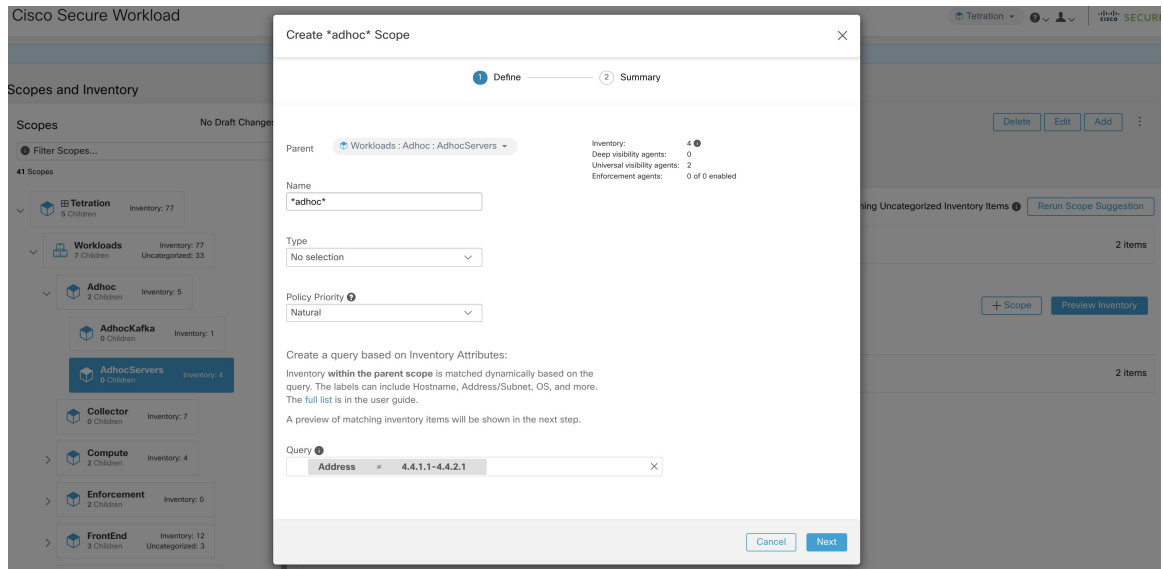 Cisco Secure Workload
Tetration
CISCO SECUR
Scopes and Inventory
Scopes
No Draft Change
Filter Scopes...
41 Scopes
Tetration
5 Children
Inventory: 77
Workloads
7 Children
Inventory: 77
Uncategorized: 33
Adhoc
2 Children
Inventory: 5
AdhocKafka
0 Children
Inventory: 1
AdhocServers
0 Children
Inventory: 4
Collector
0 Children
Inventory: 7
Compute
2 Children
Inventory: 4
Enforcement
2 Children
Inventory: 0
FrontEnd
3 Children
Inventory: 12
Uncategorized: 3
Create *adhoc* Scope
1 Define
2 Summary
Parent
Workloads : Adhoc : AdhocServers
Inventory: 4
Deep visibility agents: 0
Universal visibility agents: 2
Enforcement agents: 0 of 0 enabled
Name
*adhoc*
Type
No selection
Policy Priority
Natural
Create a query based on Inventory Attributes:
Inventory within the parent scope is matched dynamically based on the
query. The labels can include Hostname, Address/Subnet, OS, and more.
The full list is in the user guide.
A preview of matching inventory items will be shown in the next step.
Query
Address = 4.4.1.1-4.4.2.1
Cancel
Next
Delete
Edit
Add
ning Uncategorized Inventory Items
Rerun Scope Suggestion
2 items
+ Scope
Preview Inventory
2 items